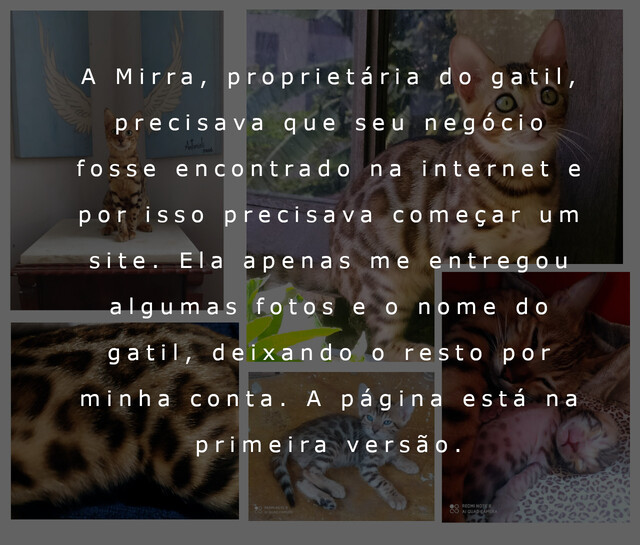 A Mirra, proprietária do gatil,
precisava que seu negócio
fosse encontrado na internet e
por isso precisava começar um
site. Ela apenas me entregou
algumas fotos e o nome do
gatil, deixando o resto por
minha conta. A página está na
primeira versão.